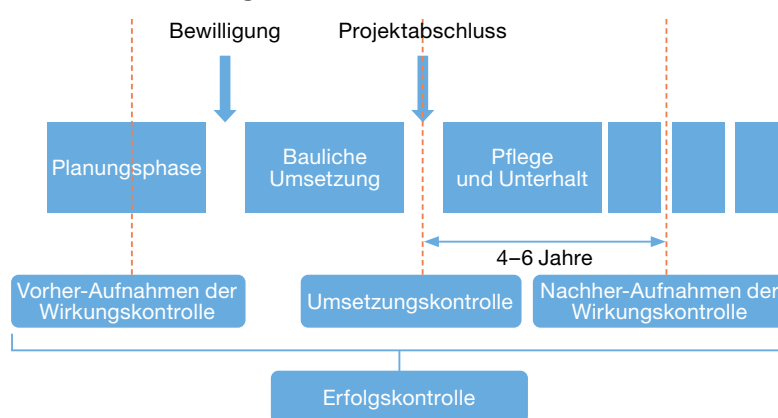 Bewilligung
Projektabschluss
Planungsphase
Bauliche
Umsetzung
Pflege
und Unterhalt
4–6 Jahre
Vorher-Aufnahmen der
Wirkungskontrolle
Umsetzungskontrolle
Nachher-Aufnahmen der
Wirkungskontrolle
Erfolgskontrolle